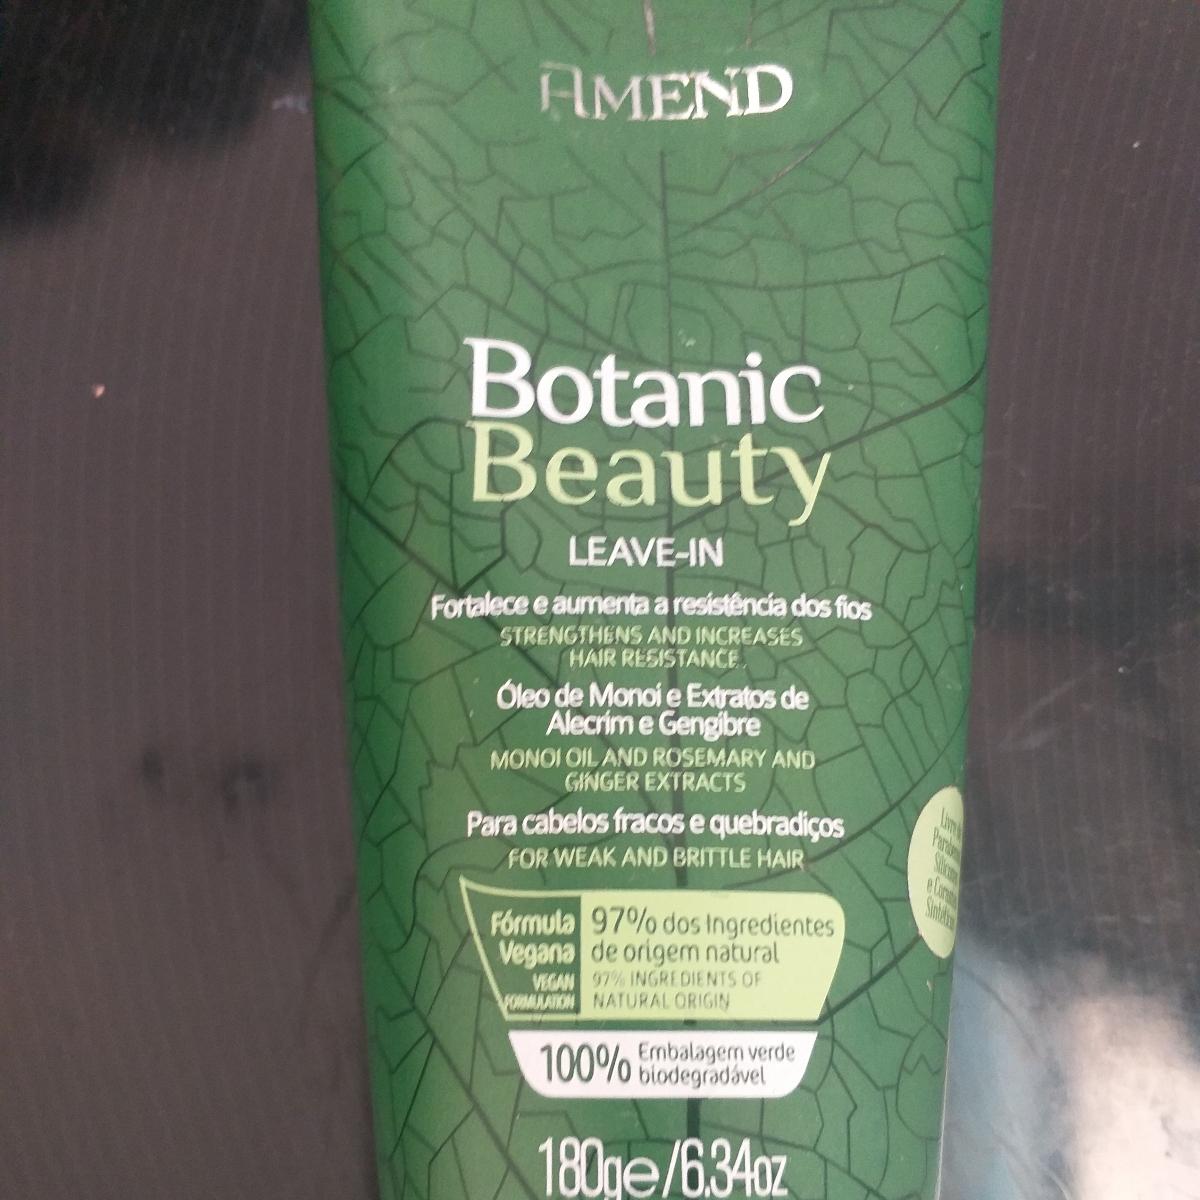 AMEND
Botanic
Beauty
LEAVE-IN
Fortalece e aumenta a resistência dos fios
STRENGTHENS AND INCREASES
HAIR RESISTANCE.
Óleo de Monoï e Extratos de
Alecrim e Gengibre
MONOI OIL AND ROSEMARY AND
GINGER EXTRACTS
Para cabelos fracos e quebradiços
FOR WEAK AND BRITTLE HAIR
Fórmula
Vegana
VEGAN
FORMULATION
97% dos Ingredientes
de origem natural
97% INGREDIENTS OF
NATURAL ORIGIN
100% Embalagem verde
biodegradável
180g e /6.34oz
Livre
e